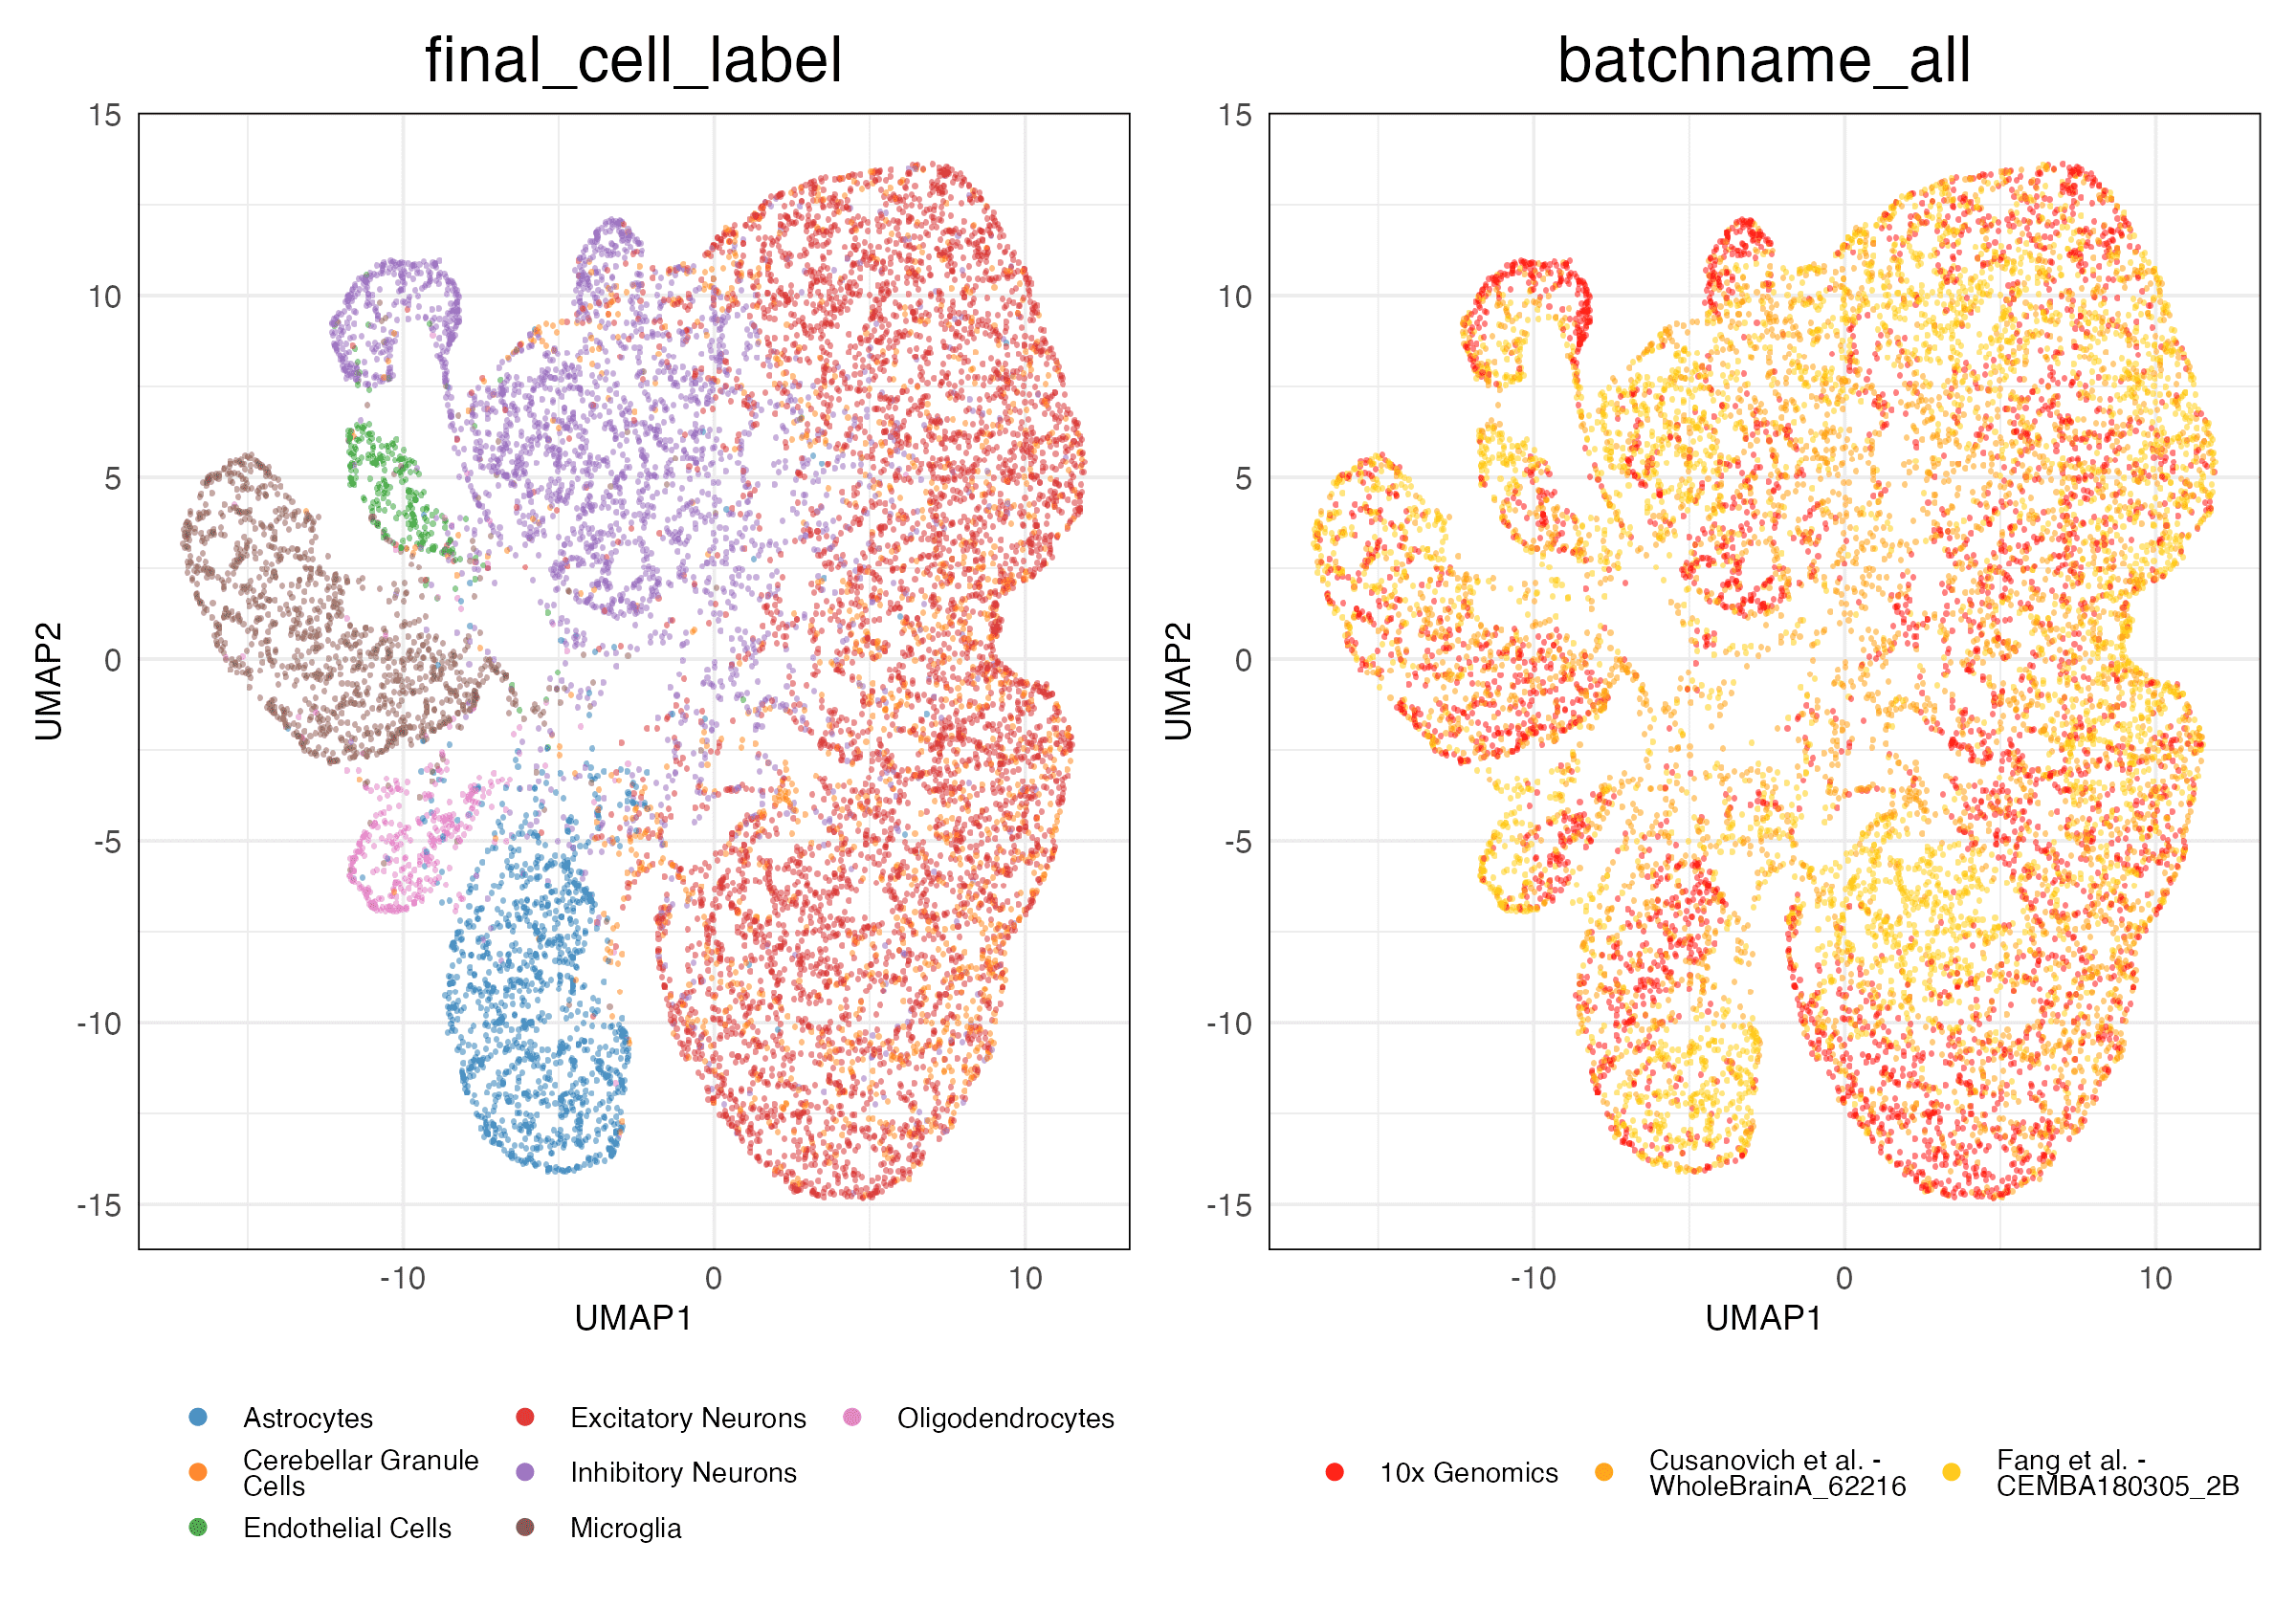 final_cell_label
batchname_all
15
10
5
0
-5
-10
-15
UMAP2
-10
0
10
UMAP1
15
10
5
0
-5
-10
-15
UMAP2
-10
0
10
UMAP1
Astrocytes
Cerebellar Granule
Cells
Endothelial Cells
Excitatory Neurons
Inhibitory Neurons
Microglia
Oligodendrocytes
10x Genomics
Cusanovich et al. -
WholeBrainA_62216
Fang et al. -
CEMBA180305_2B